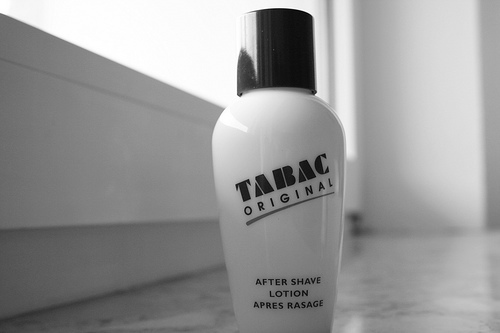 TABAC
ORIGINAL
AFTER SHAVE
LOTION
APRES RASAGE